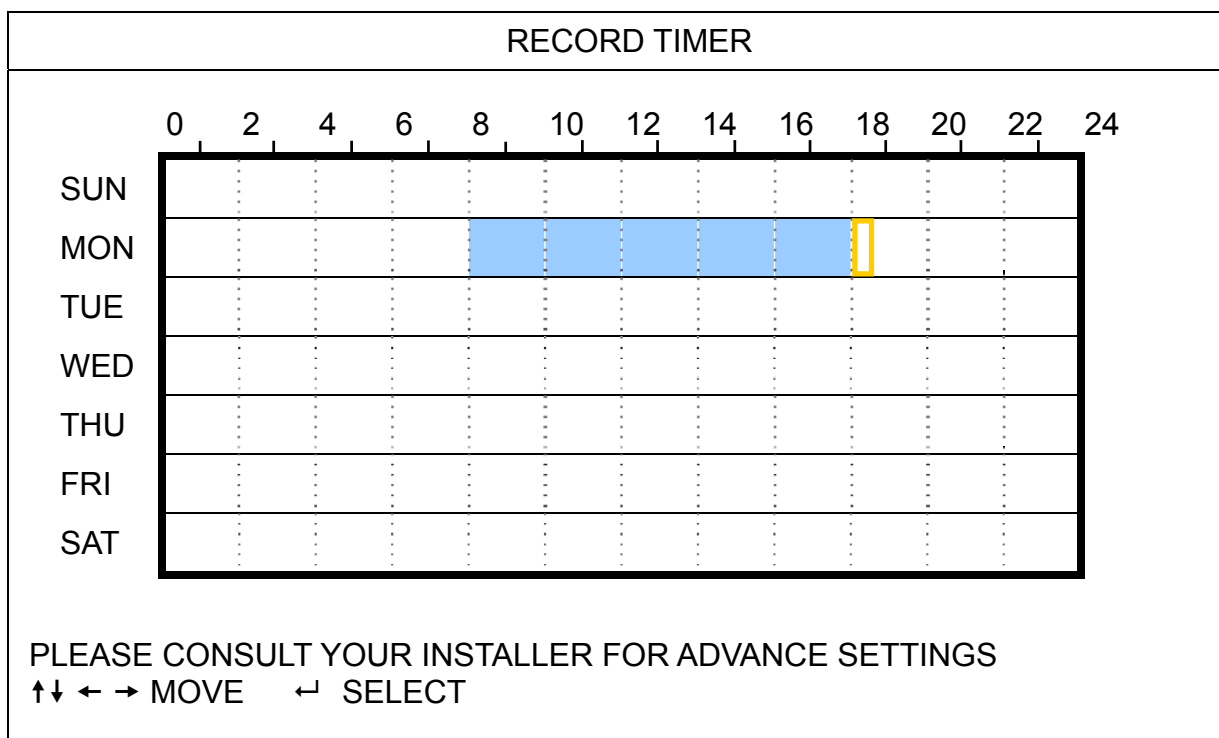 RECORD TIMER
0 2 4 6 8 10 12 14 16 18 20 22 24
SUN
MON
TUE
WED
THU
FRI
SAT
PLEASE CONSULT YOUR INSTALLER FOR ADVANCE SETTINGS
↑↓ ← → MOVE ↵ SELECT